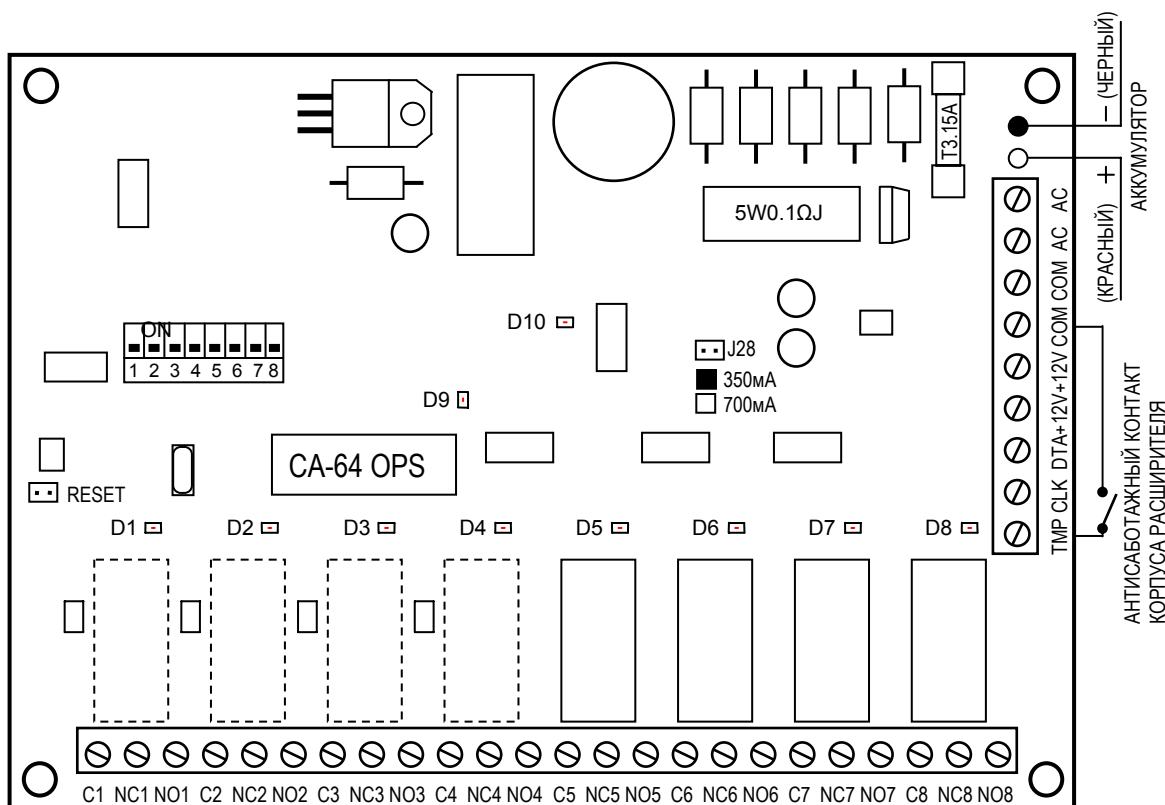 − (ЧЕРНЫЙ)
(КРАСНЫЙ) +
АККУМУЛЯТОР
T3.15A
5W0.1ΩJ
AC
AC
COM
COM
+12V
+12V
DTA
CLK
TMP
ON
1 2 3 4 5 6 7 8
D10
J28
350мА
700мА
D9
CA-64 OPS
RESET
АНТИСАБОТАЖНЫЙ КОНТАКТ
КОРПУСА РАСШИРИТЕЛЯ
D1 D2 D3 D4 D5 D6 D7 D8
C1 NC1 NO1 C2 NC2 NO2 C3 NC3 NO3 C4 NC4 NO4 C5 NC5 NO5 C6 NC6 NO6 C7 NC7 NO7 C8 NC8 NO8